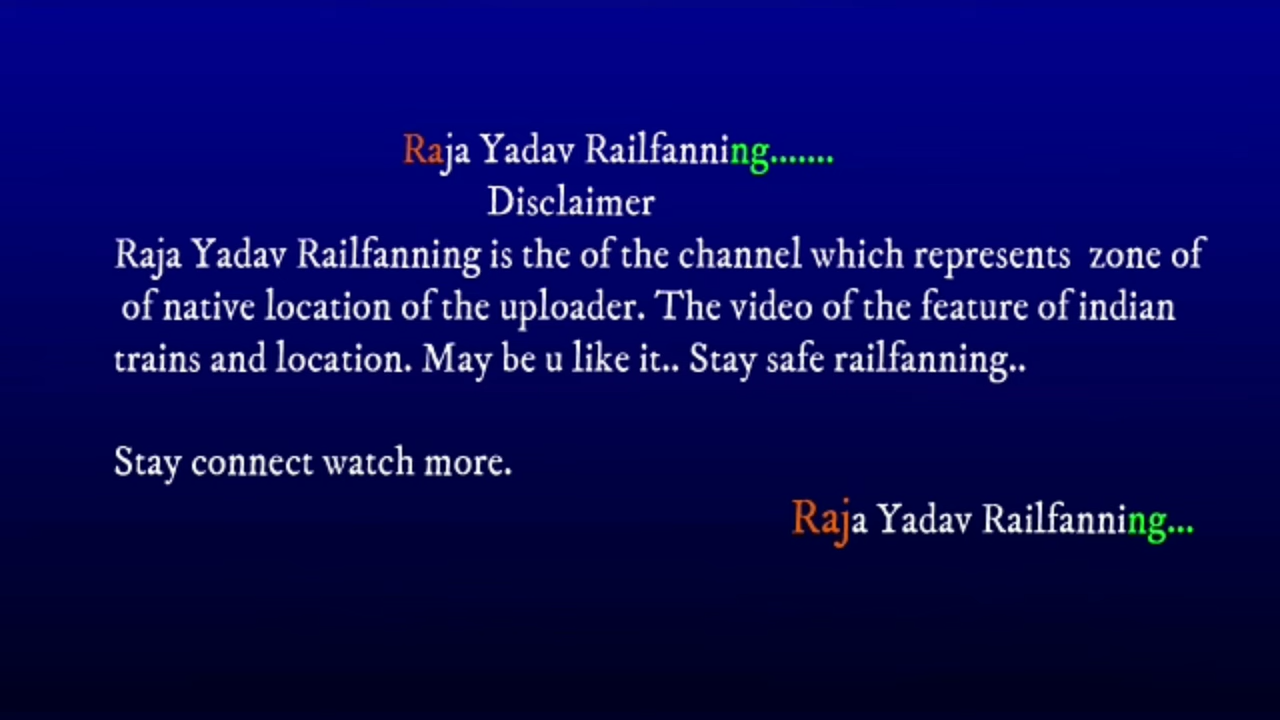 Raja Yadav Railfanning.......
Disclaimer
Raja Yadav Railfanning is the of the channel which represents zone of
of native location of the uploader. The video of the feature of indian
trains and location. May be u like it.. Stay safe railfanning..
Stay connect watch more.
Raja Yadav Railfanning...